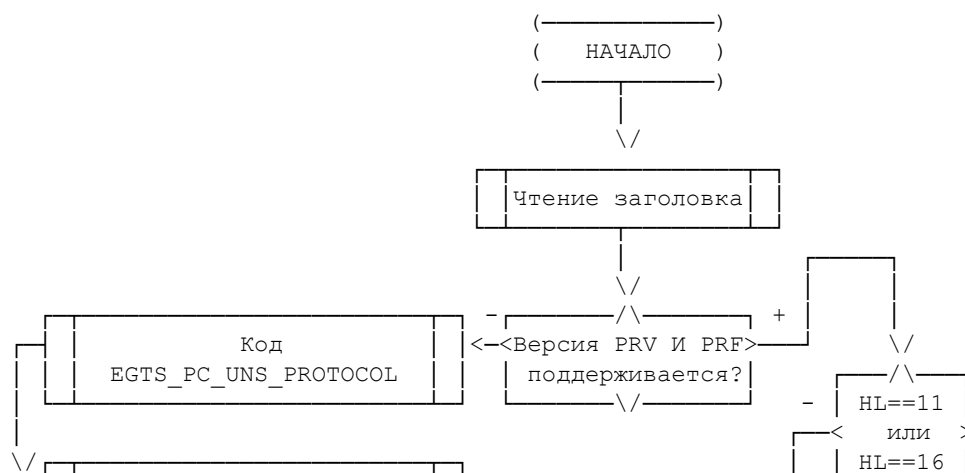 НАЧАЛО
Чтение заголовка
- +
Код Версия PRV И PRF
EGTS_PC_UNS_PROTOCOL поддерживается?
- HL==11
или
HL==16